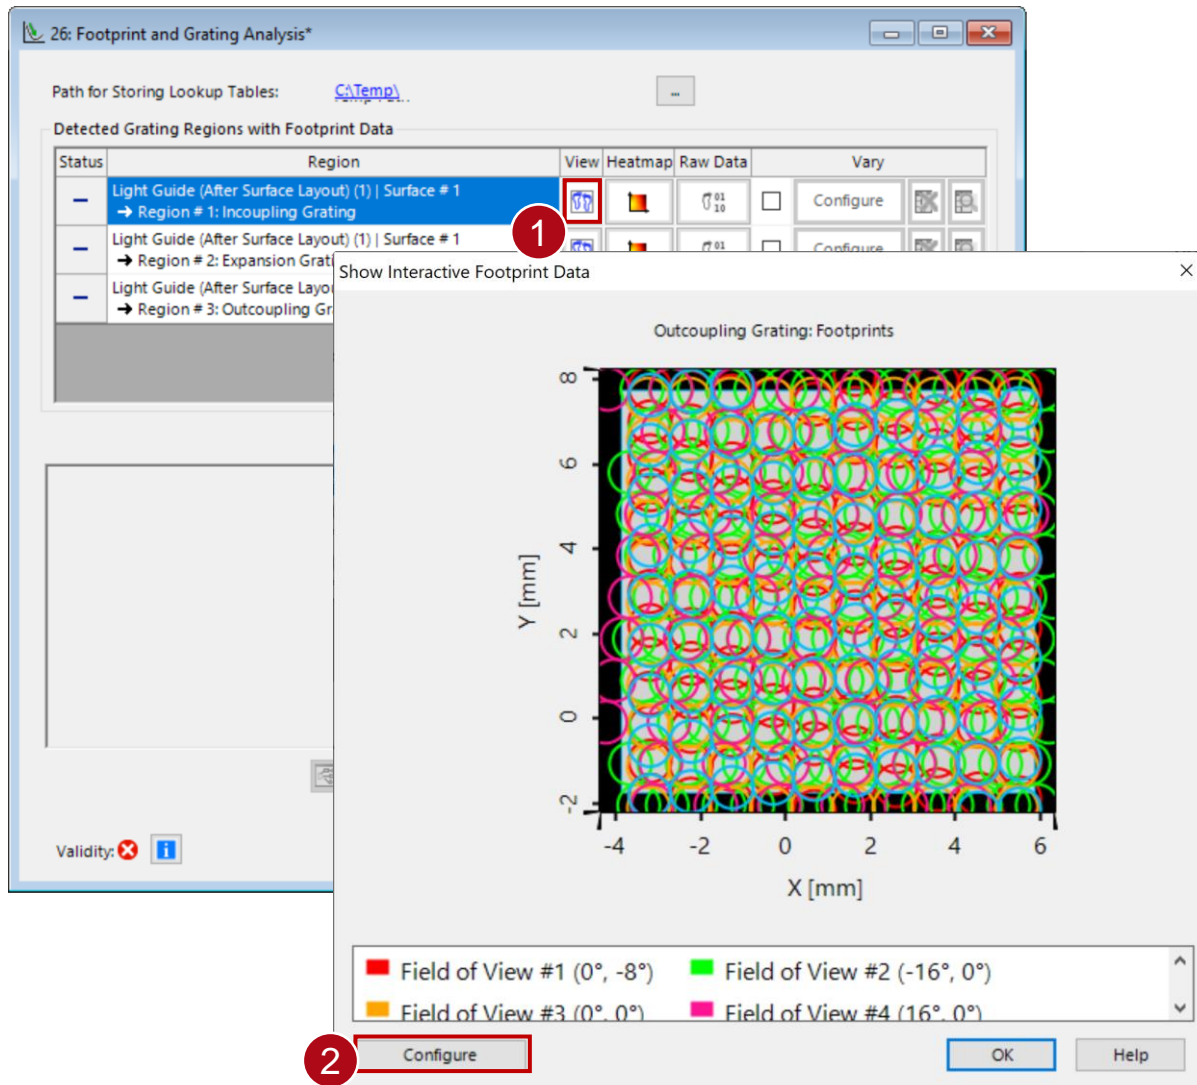 26: Footprint and Grating Analysis*
Path for Storing Lookup Tables: C:\Temp\ ...
Detected Grating Regions with Footprint Data
Status Region View Heatmap Raw Data Vary
Light Guide (After Surface Layout) (1) | Surface # 1
➔ Region # 1: Incoupling Grating
01
10
Configure
1
Light Guide (After Surface Layout) (1) | Surface # 1
➔ Region # 2: Expansion Grati
01
Configure
Light Guide (After Surface Layou
➔ Region # 3: Outcoupling Gr
Validity:
Show Interactive Footprint Data
Outcoupling Grating: Footprints
8
6
4
2
0
-2
Y [mm]
-4 -2 0 2 4 6
X [mm]
Field of View #1 (0°, -8°) Field of View #2 (-16°, 0°)
Field of View #3 (0°, 0°) Field of View #4 (16°, 0°)
2
Configure OK Help